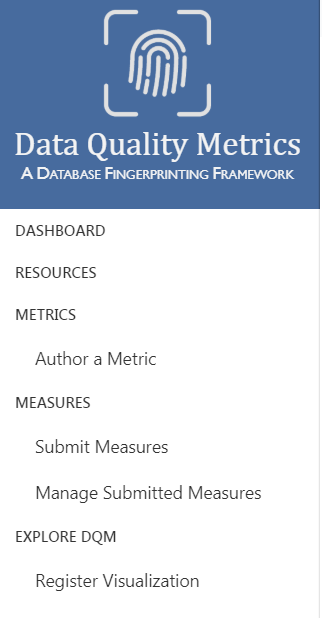 Data Quality Metrics
A Database Fingerprinting Framework
DASHBOARD
RESOURCES
METRICS
Author a Metric
MEASURES
Submit Measures
Manage Submitted Measures
EXPLORE DQM
Register Visualization